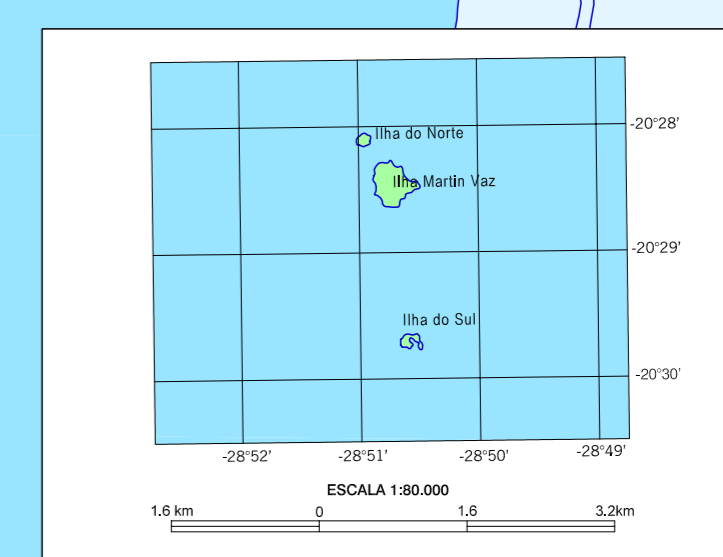 -20°28'
Ilha do Norte
Ilha Martin Vaz
-20°29'
Ilha do Sul
-20°30'
-28°52' -28°51' -28°50' -28°49'
ESCALA 1:80.000
1.6 km 0 1.6 3.2km